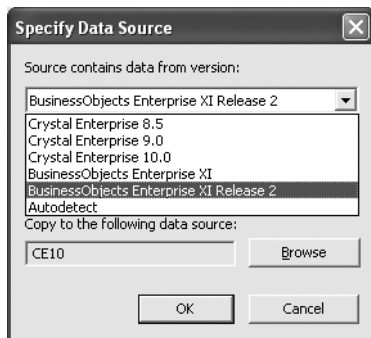 Specify Data Source
Source contains data from version:
BusinessObjects Enterprise XI Release 2
Crystal Enterprise 8.5
Crystal Enterprise 9.0
Crystal Enterprise 10.0
BusinessObjects Enterprise XI
BusinessObjects Enterprise XI Release 2
Autodetect
Copy to the following data source:
CE10 Browse
OK Cancel